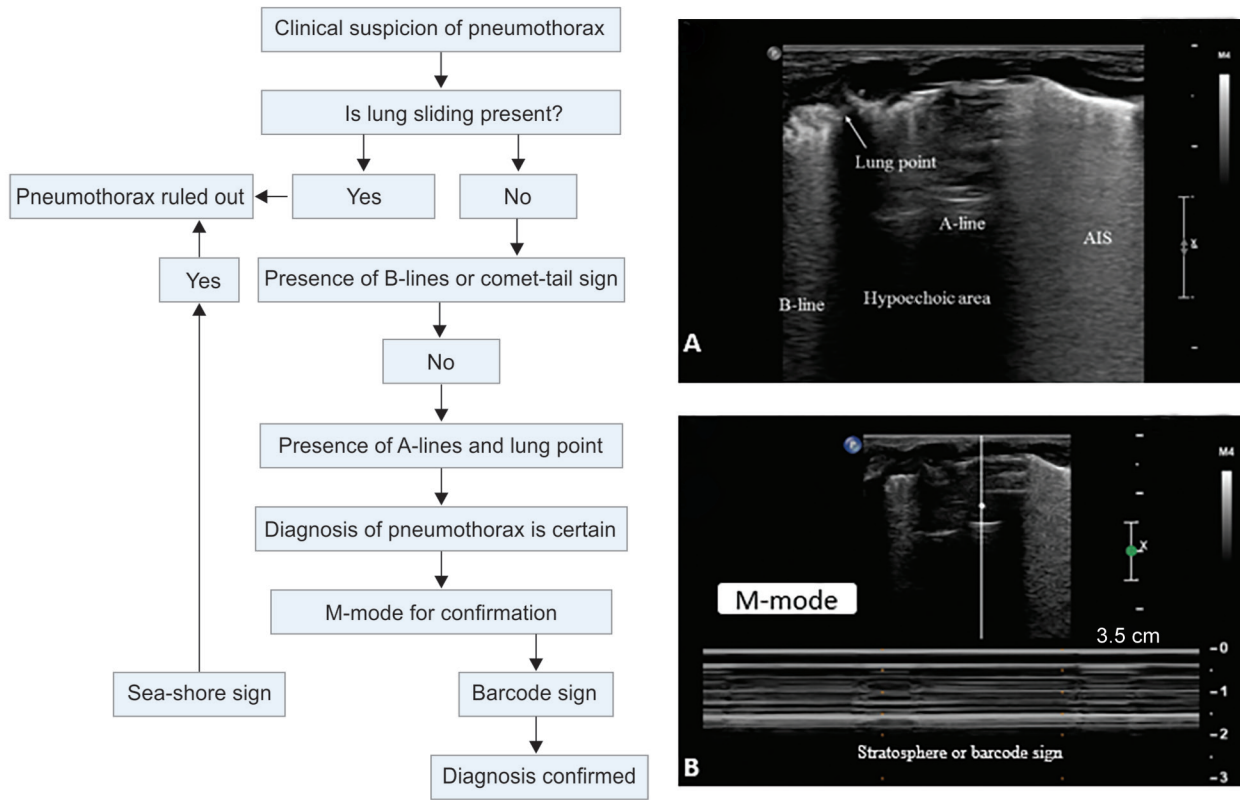 Clinical suspicion of pneumothorax
Is lung sliding present?
Pneumothorax ruled out
Yes
No
Yes
Presence of B-lines or comet-tail sign
No
Presence of A-lines and lung point
Diagnosis of pneumothorax is certain
M-mode for confirmation
Sea-shore sign
Barcode sign
Diagnosis confirmed
M4
Lung point
A-line
AIS
X
B-line
Hypoechoic area
A
M4
X
M-mode
3.5 cm
0
1
2
Stratosphere or barcode sign
B
3